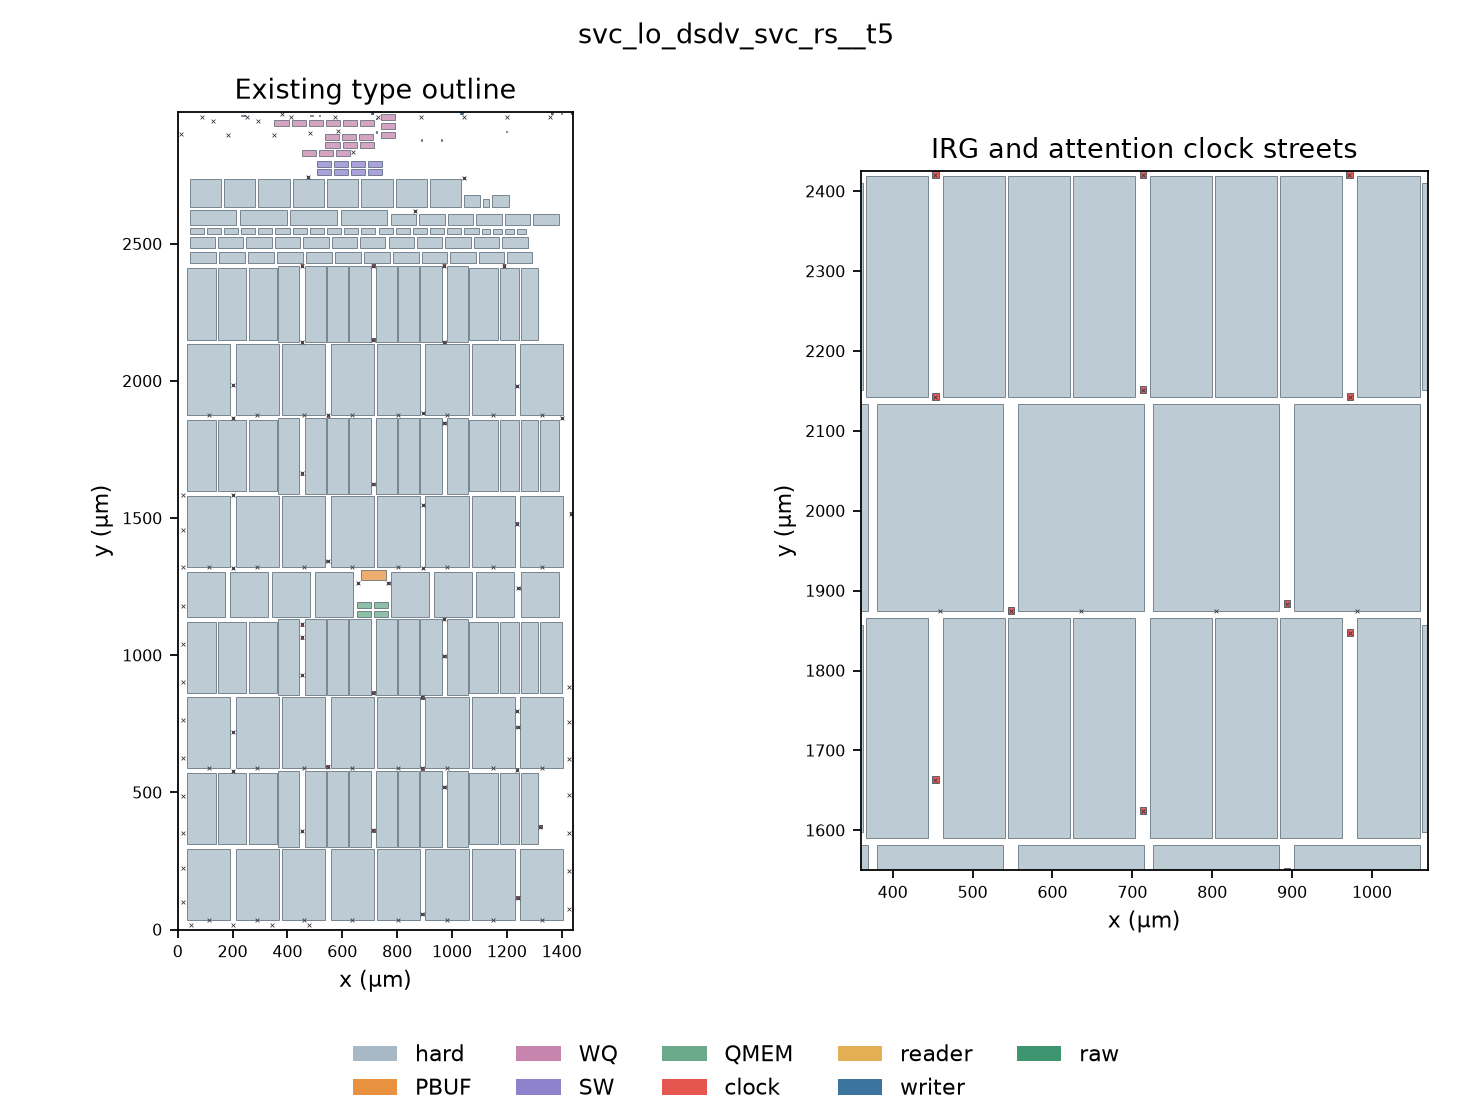 svc_lo_dsdv_svc_rs__t5
Existing type outline
IRG and attention clock streets
2500
2000
1500
1000
500
0
y (µm)
0 200 400 600 800 1000 1200 1400
x (µm)
2400
2300
2200
2100
2000
1900
1800
1700
1600
y (µm)
400 500 600 700 800 900 1000
x (µm)
hard WQ QMEM reader raw
PBUF SW clock writer